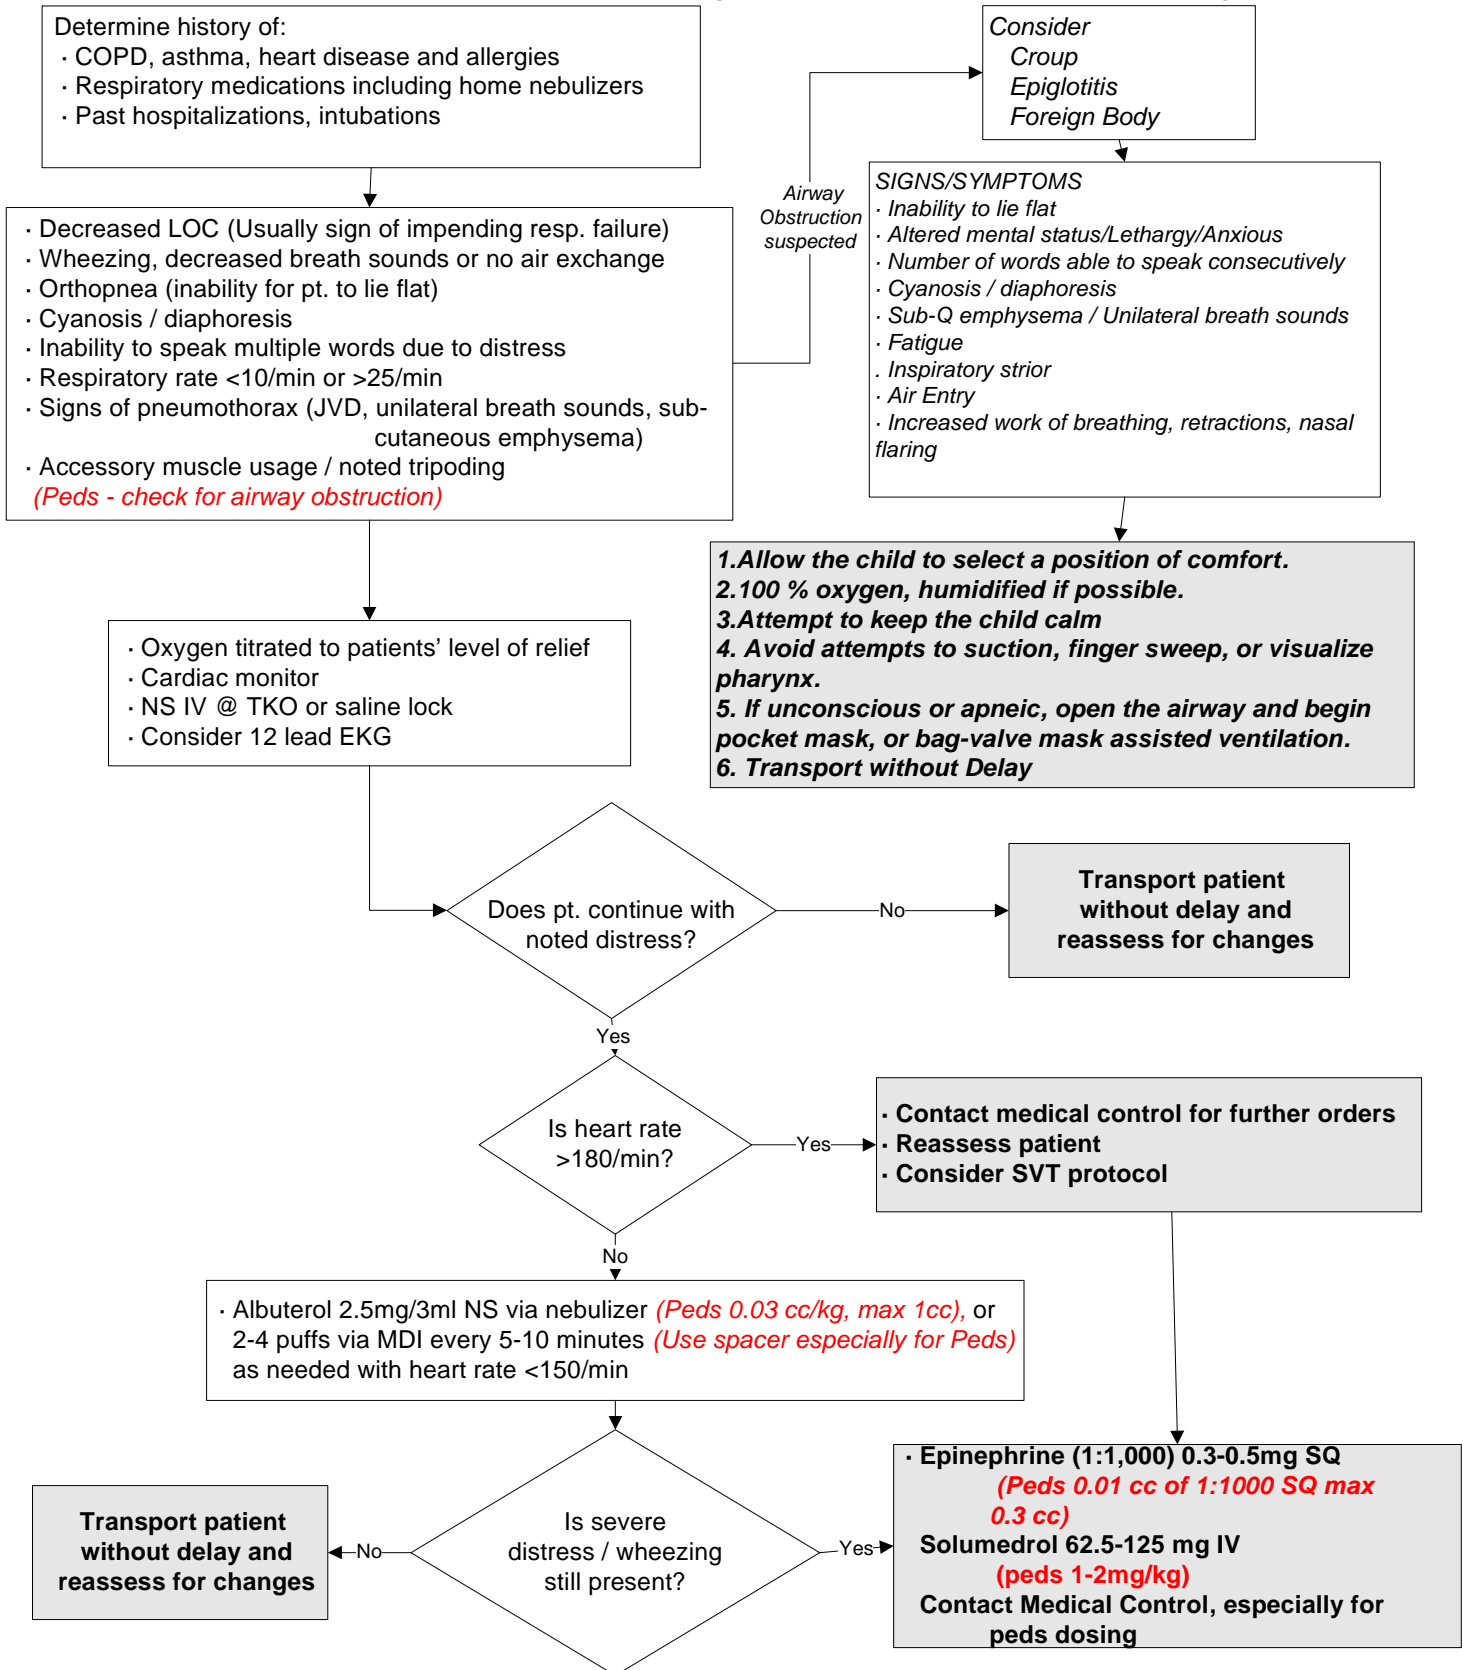 Determine history of:
· COPD, asthma, heart disease and allergies
· Respiratory medications including home nebulizers
· Past hospitalizations, intubations
Consider
Croup
Epiglotitis
Foreign Body
Airway
Obstruction
suspected
· Decreased LOC (Usually sign of impending resp. failure)
· Wheezing, decreased breath sounds or no air exchange
· Orthopnea (inability for pt. to lie flat)
· Cyanosis / diaphoresis
· Inability to speak multiple words due to distress
· Respiratory rate <10/min or >25/min
· Signs of pneumothorax (JVD, unilateral breath sounds, sub-
cutaneous emphysema)
· Accessory muscle usage / noted tripoding
(Peds - check for airway obstruction)
SIGNS/SYMPTOMS
· Inability to lie flat
· Altered mental status/Lethargy/Anxious
· Number of words able to speak consecutively
· Cyanosis / diaphoresis
· Sub-Q emphysema / Unilateral breath sounds
· Fatigue
. Inspiratory strior
· Air Entry
· Increased work of breathing, retractions, nasal
flaring
1.Allow the child to select a position of comfort.
2.100 % oxygen, humidified if possible.
3.Attempt to keep the child calm
4. Avoid attempts to suction, finger sweep, or visualize
pharynx.
5. If unconscious or apneic, open the airway and begin
pocket mask, or bag-valve mask assisted ventilation.
6. Transport without Delay
· Oxygen titrated to patients' level of relief
· Cardiac monitor
· NS IV @ TKO or saline lock
· Consider 12 lead EKG
Does pt. continue with
noted distress?
No
Transport patient
without delay and
reassess for changes
Yes
Is heart rate
>180/min?
Yes
· Contact medical control for further orders
· Reassess patient
· Consider SVT protocol
No
· Albuterol 2.5mg/3ml NS via nebulizer (Peds 0.03 cc/kg, max 1cc), or
2-4 puffs via MDI every 5-10 minutes (Use spacer especially for Peds)
as needed with heart rate <150/min
Is severe
distress / wheezing
still present?
No
Transport patient
without delay and
reassess for changes
Yes
· Epinephrine (1:1,000) 0.3-0.5mg SQ
(Peds 0.01 cc of 1:1000 SQ max
0.3 cc)
Solumedrol 62.5-125 mg IV
(peds 1-2mg/kg)
Contact Medical Control, especially for
peds dosing